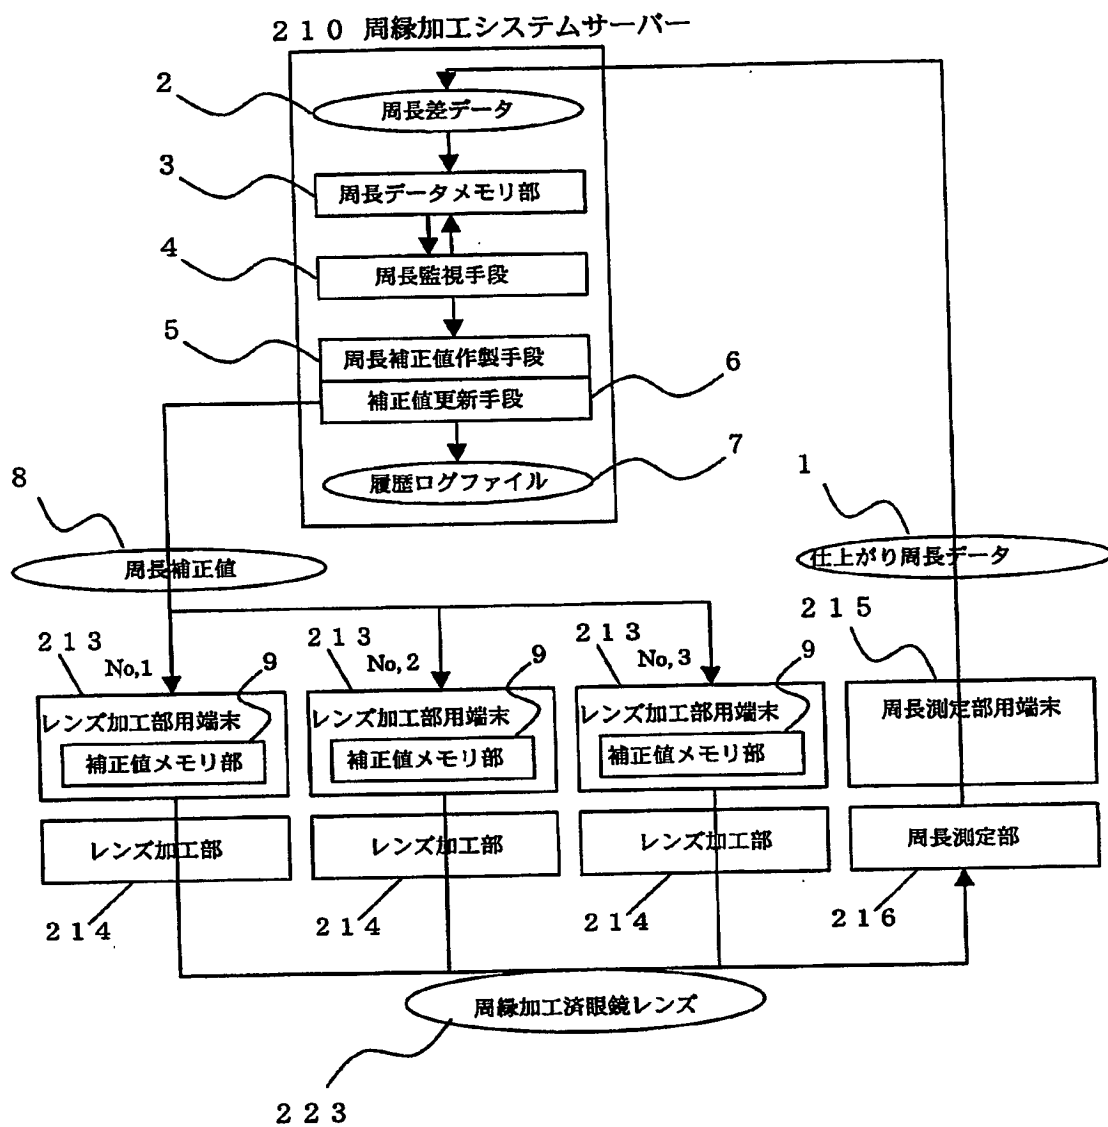 ２１０ 周縁加工システムサーバー
２
周長差データ
３
周長データメモリ部
４
周長監視手段
５
周長補正値作製手段
６
補正値更新手段
７
履歴ログファイル
８
周長補正値
１
仕上がり周長データ
２１３
No,1
９
レンズ加工部用端末
補正値メモリ部
２１３
No,2
９
レンズ加工部用端末
補正値メモリ部
２１３
No,3
９
レンズ加工部用端末
補正値メモリ部
２１５
周長測定部用端末
レンズ加工部
２１４
レンズ加工部
２１４
レンズ加工部
２１４
周長測定部
２１６
周縁加工済眼鏡レンズ
２２３